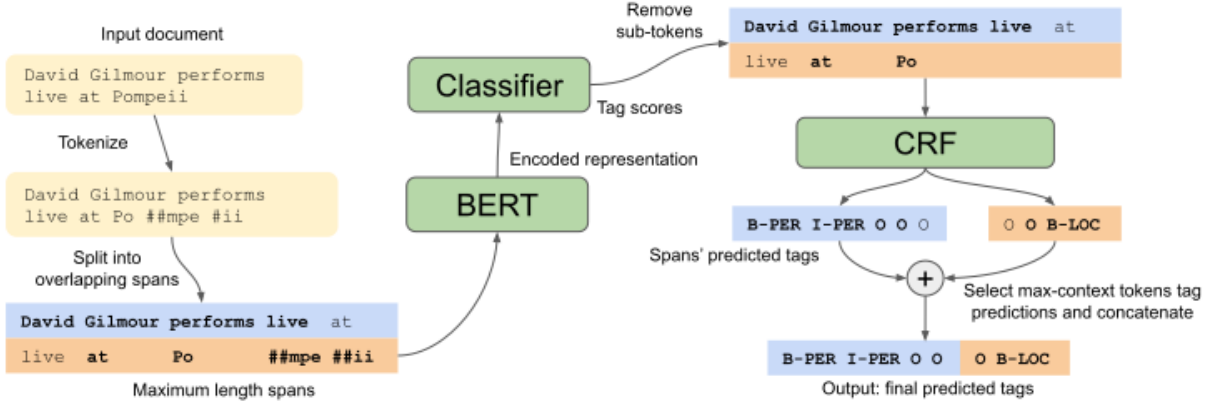 Input document
David Gilmour performs
live at Pompeii
Tokenize
David Gilmour performs
live at Po ##mpe #ii
Split into
overlapping spans
David Gilmour performs live at
live at Po ##mpe ##ii
Maximum length spans
BERT
Encoded representation
Classifier
Tag scores
Remove
sub-tokens
David Gilmour performs live at
live at Po
CRF
B-PER I-PER O O O
O O B-LOC
Spans' predicted tags
+
Select max-context tokens tag
predictions and concatenate
B-PER I-PER O O O B-LOC
Output: final predicted tags